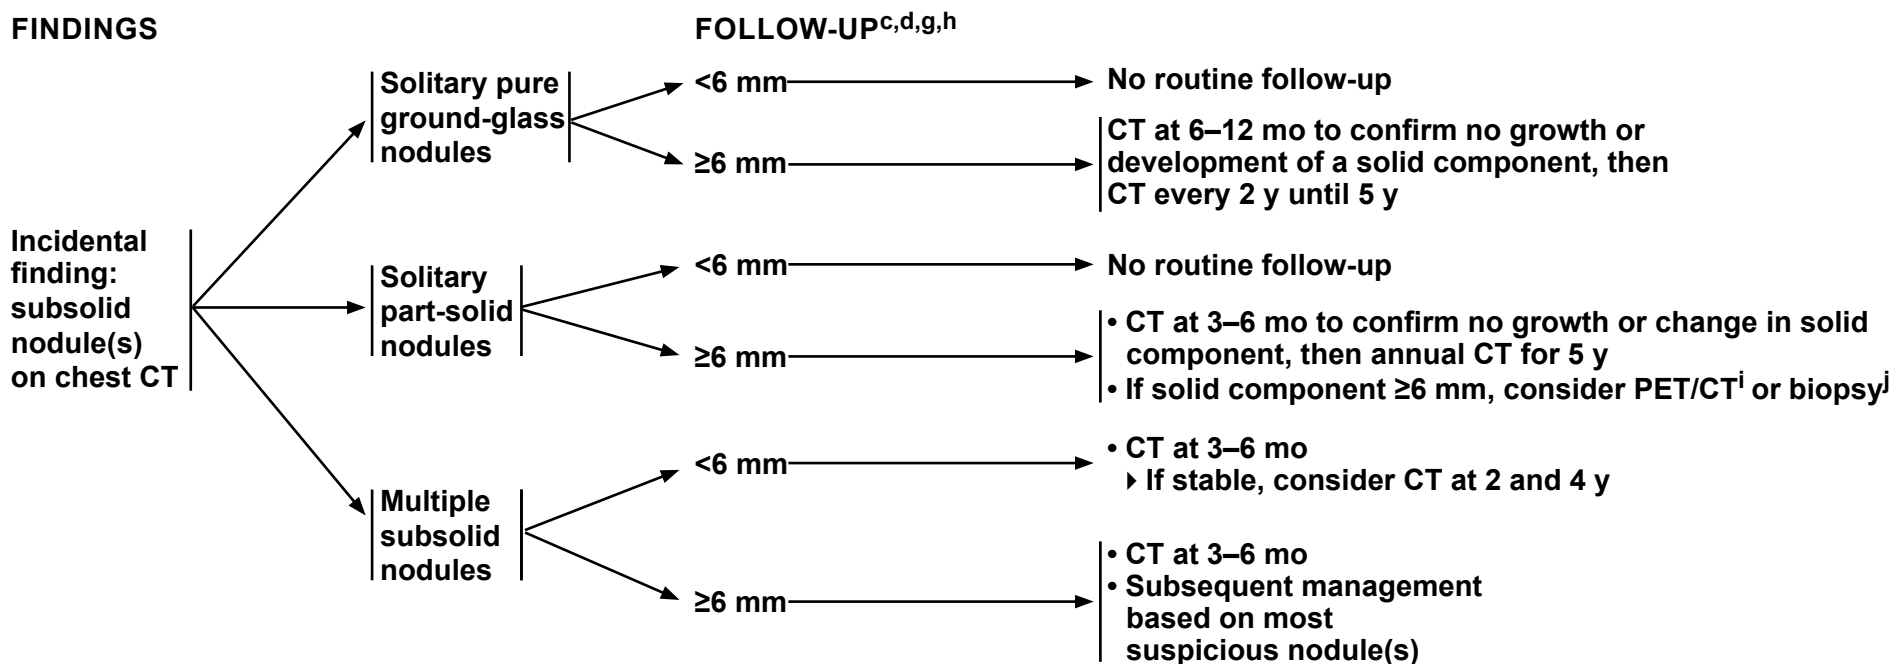 FINDINGS
FOLLOW-UPc,d,g,h
Incidental
finding:
subsolid
nodule(s)
on chest CT
Solitary pure
ground-glass
nodules
<6 mm
No routine follow-up
≥6 mm
CT at 6–12 mo to confirm no growth or
development of a solid component, then
CT every 2 y until 5 y
Solitary
part-solid
nodules
<6 mm
No routine follow-up
≥6 mm
• CT at 3–6 mo to confirm no growth or change in solid
component, then annual CT for 5 y
• If solid component ≥6 mm, consider PET/CTi or biopsyj
Multiple
subsolid
nodules
<6 mm
• CT at 3–6 mo
▸ If stable, consider CT at 2 and 4 y
≥6 mm
• CT at 3–6 mo
• Subsequent management
based on most
suspicious nodule(s)